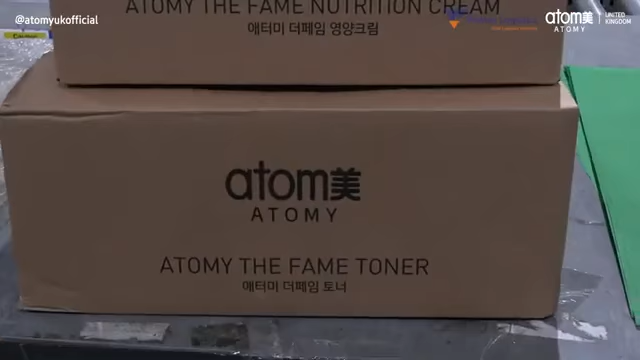 @atomyukofficial
ATOMY THE FAME NUTRITION CREAM
애터미 더페임 영양크림
atom美
ATOMY
UNITED
KINGDOM
atom美
ATOMY
ATOMY THE FAME TONER
애터미 더페임 토너